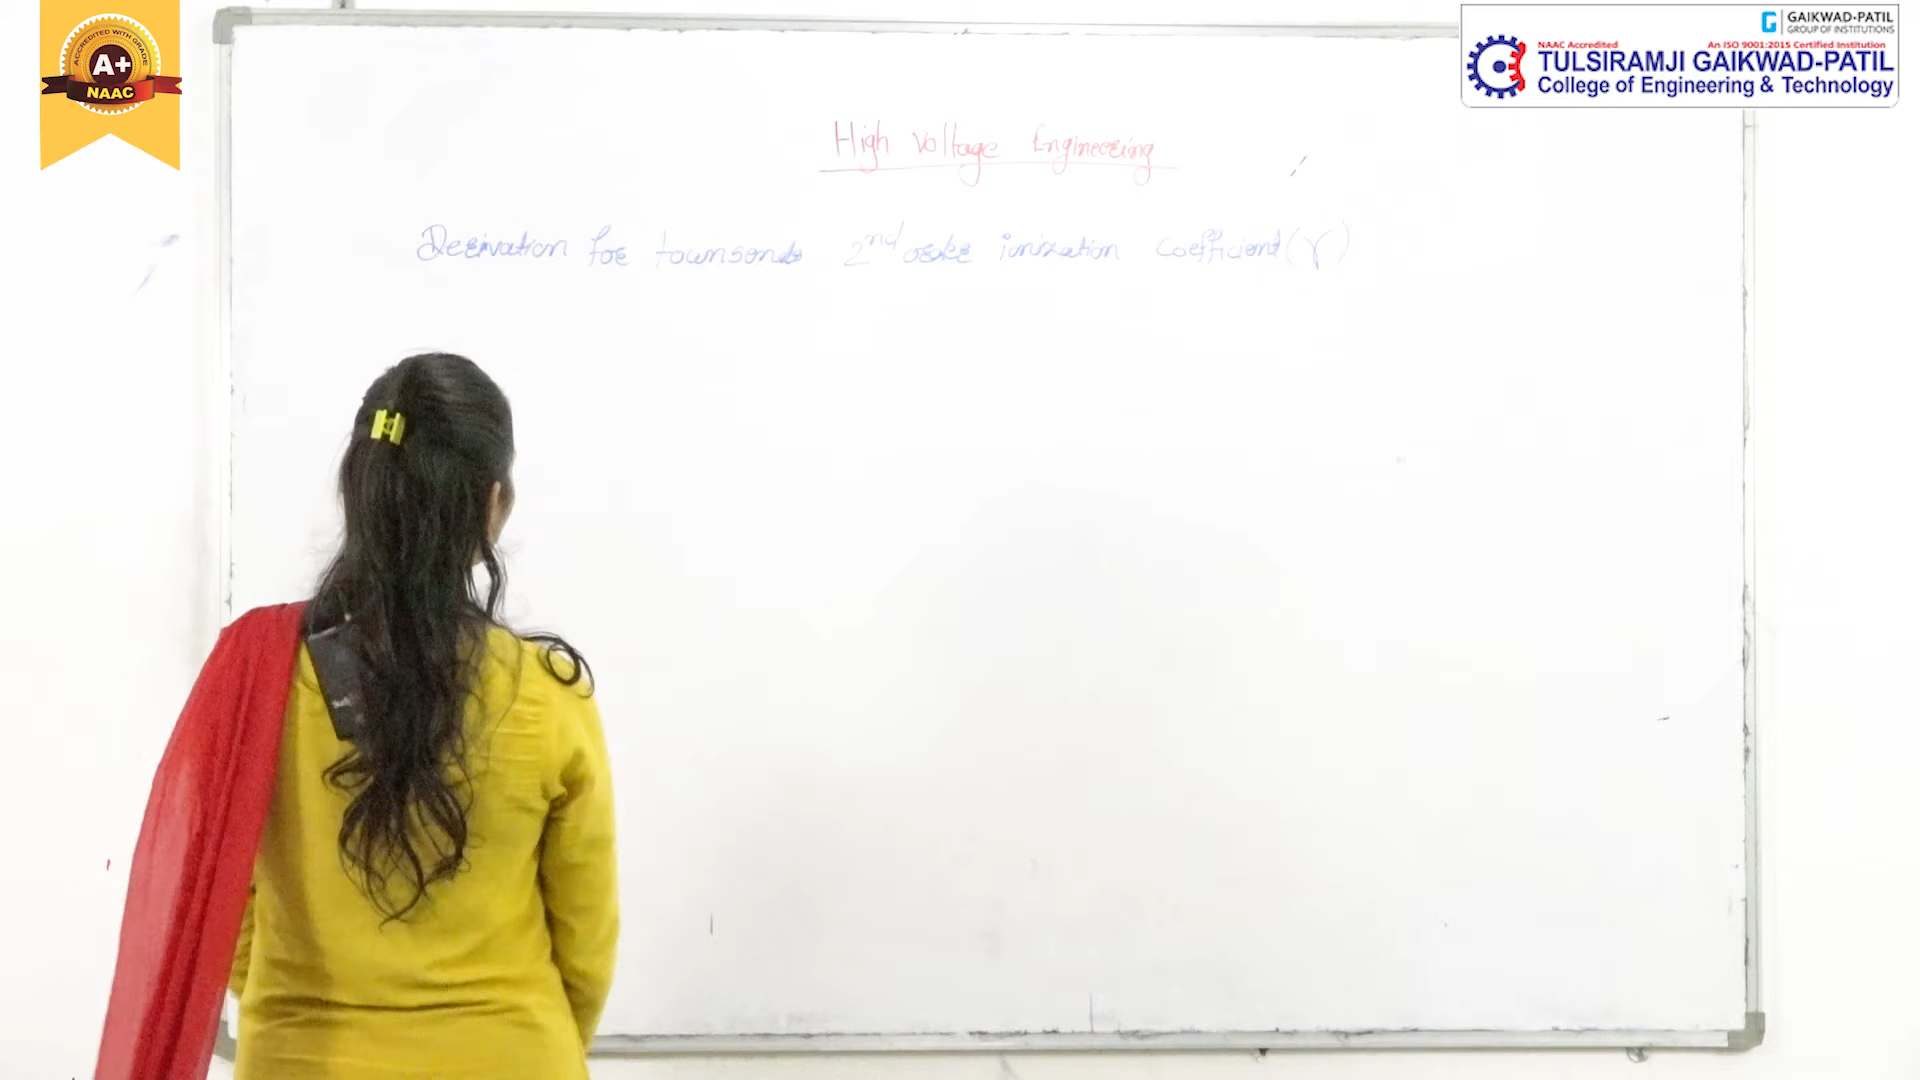 ACCREDITED WITH GRADE
A+
NAAC
GAIKWAD-PATIL
GROUP OF INSTITUTIONS
NAAC Accredited An ISO 9001:2015 Certified Institution
TULSIRAMJI GAIKWAD-PATIL
College of Engineering & Technology
High Voltage Engineering
Derivation for townsends 2nd order ionization coefficient (γ)